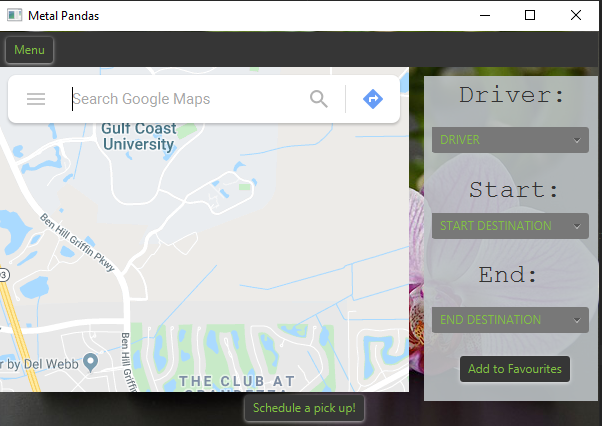 Metal Pandas
Menu
Search Google Maps
Gulf Coast
University
Ben Hill Griffin Pkwy
Ben Hill Griffin
by Del Webb
THE CLUB AT
Driver:
DRIVER
Start:
START DESTINATION
End:
END DESTINATION
Add to Favourites
Schedule a pick up!